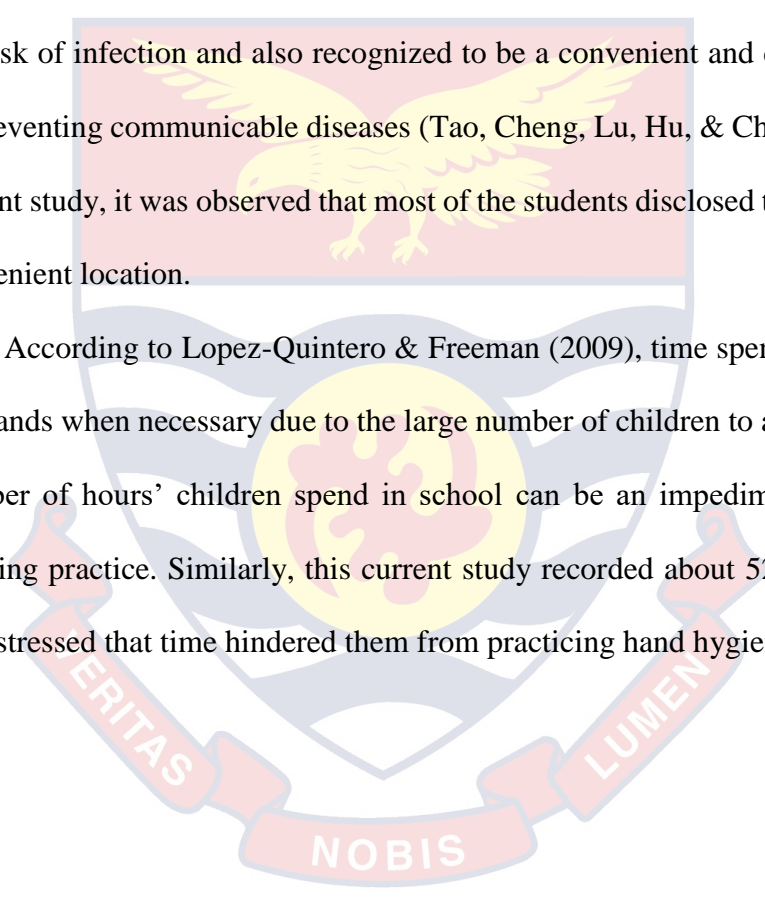 sk of infection and also recognized to be a convenient and
eventing communicable diseases (Tao, Cheng, Lu, Hu, & Ch
nt study, it was observed that most of the students disclosed
enient location.
According to Lopez-Quintero & Freeman (2009), time spen
ands when necessary due to the large number of children to
ber of hours’ children spend in school can be an impedim
ing practice. Similarly, this current study recorded about 52
stressed that time hindered them from practicing hand hygie
VERITAS
NOBIS
LUMEN